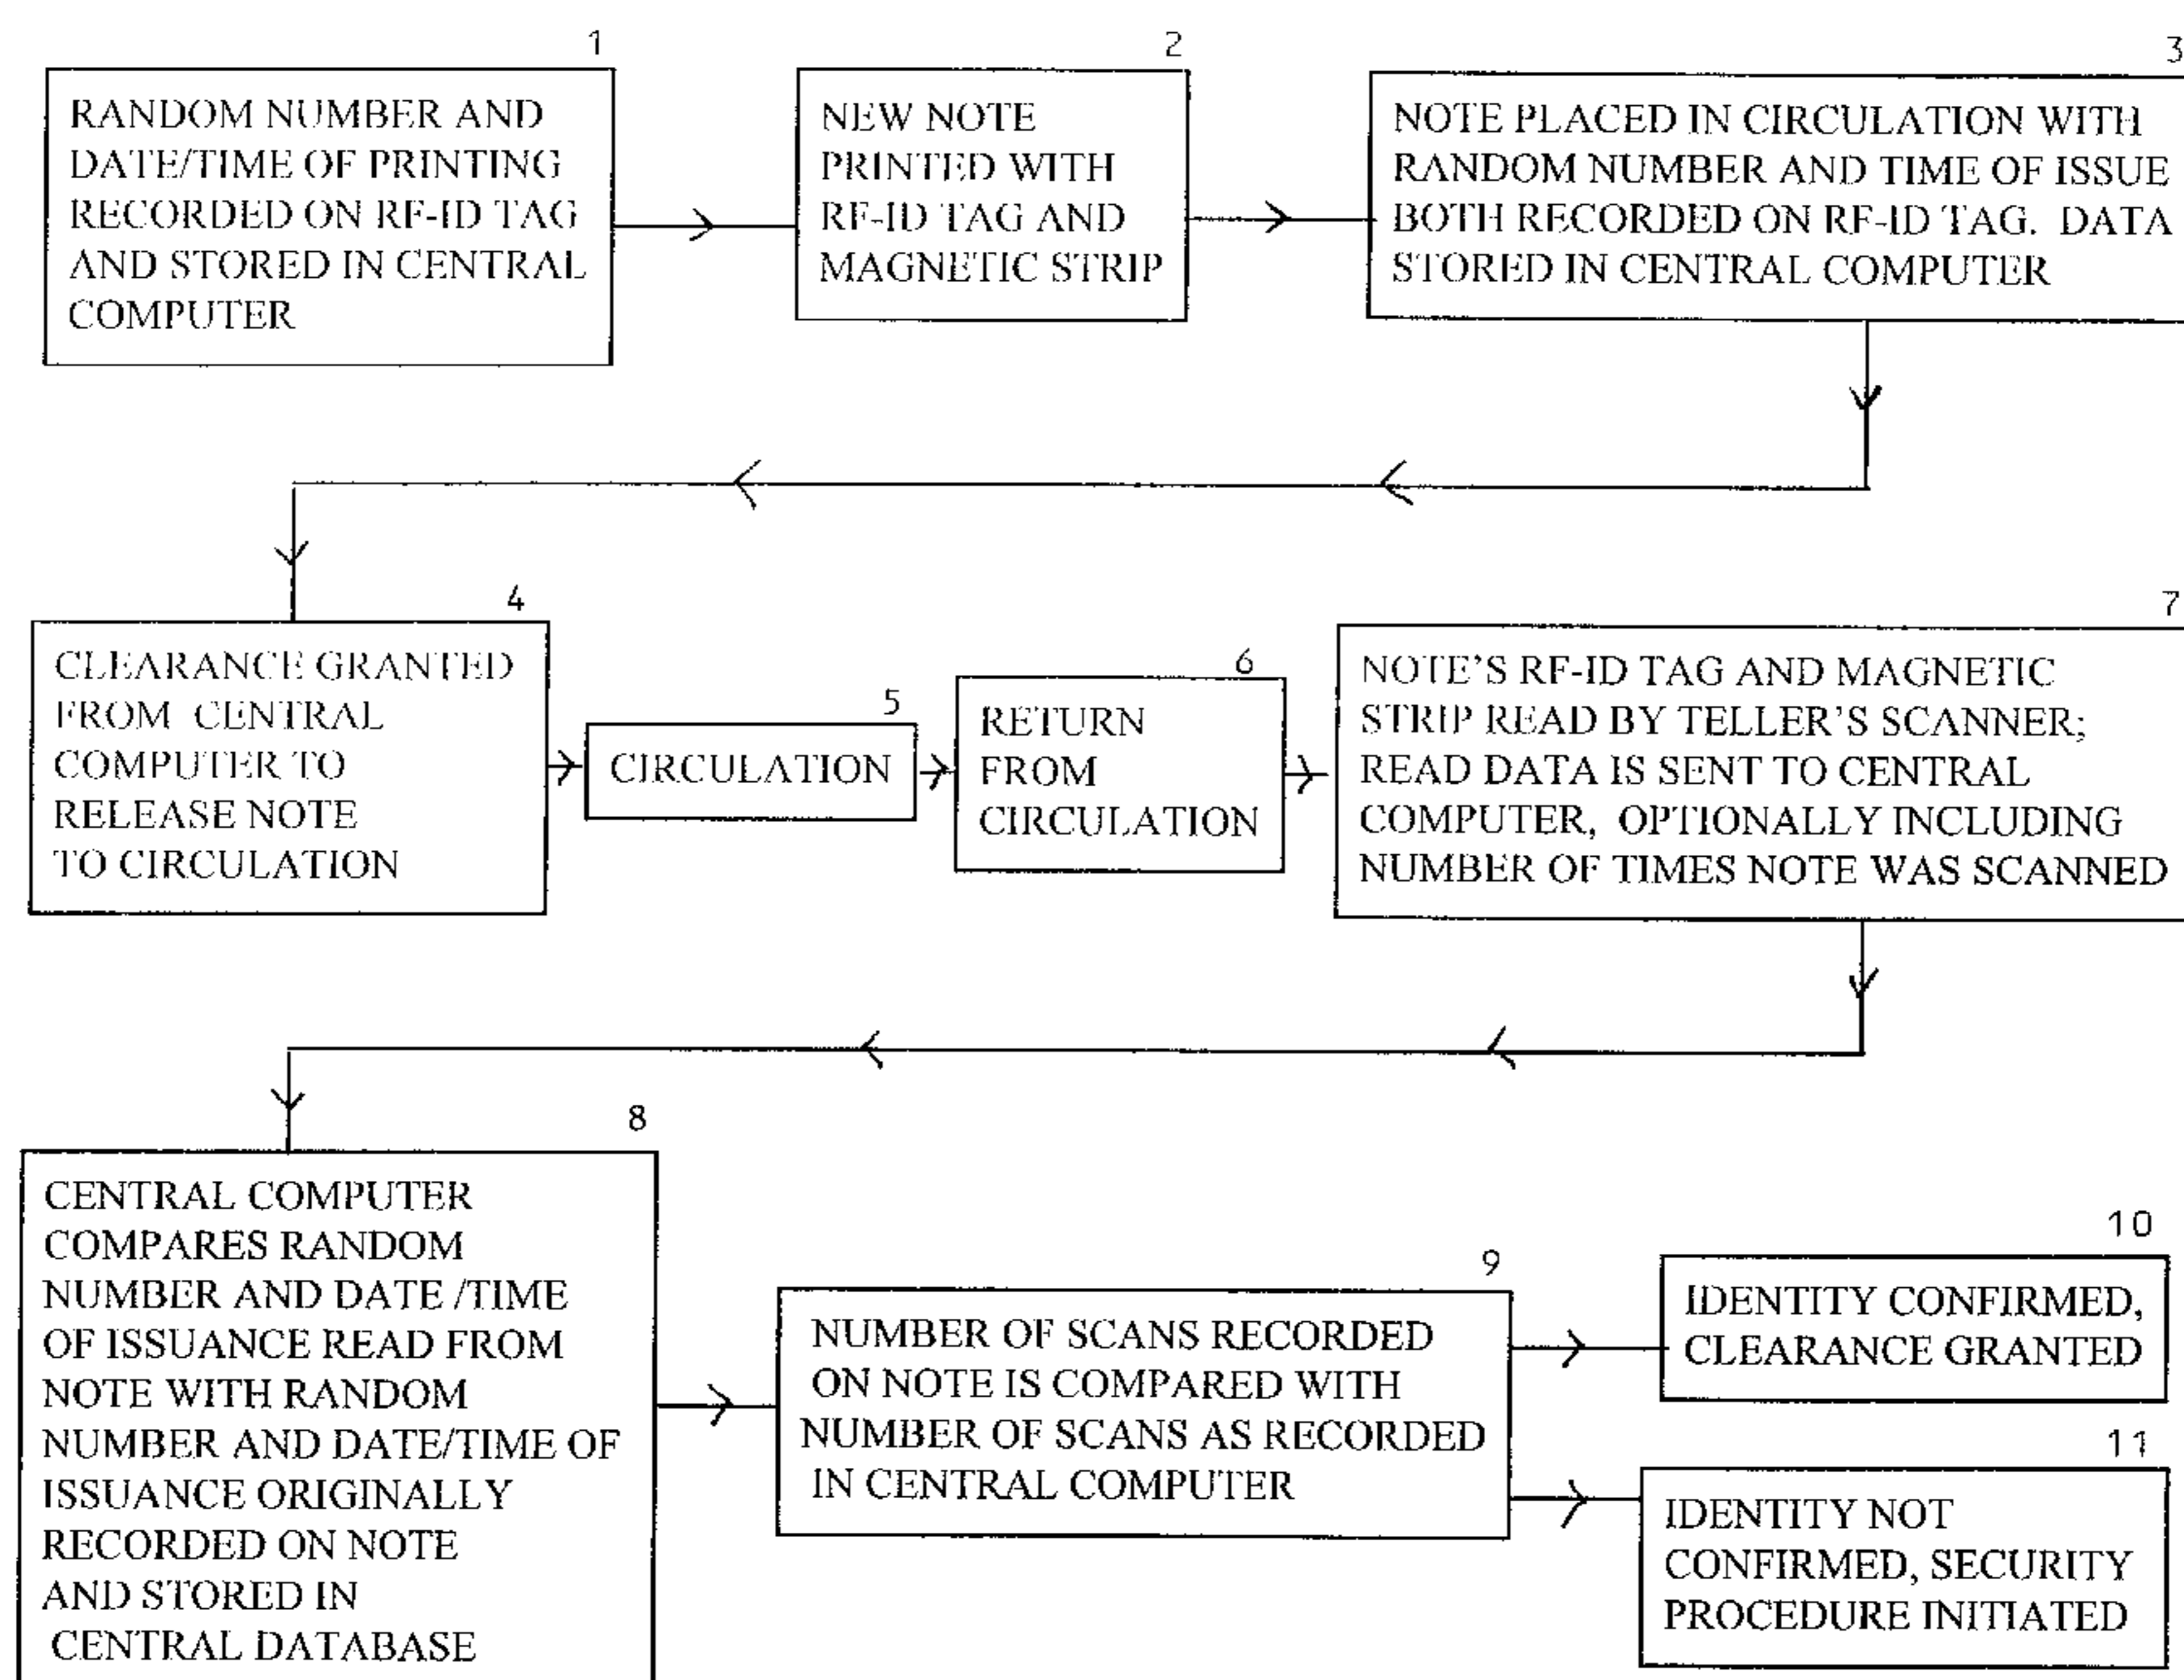 1
RANDOM NUMBER AND
DATE/TIME OF PRINTING
RECORDED ON RF-ID TAG
AND STORED IN CENTRAL
COMPUTER
2
NEW NOTE
PRINTED WITH
RF-ID TAG AND
MAGNETIC STRIP
3
NOTE PLACED IN CIRCULATION WITH
RANDOM NUMBER AND TIME OF ISSUE
BOTH RECORDED ON RF-ID TAG. DATA
STORED IN CENTRAL COMPUTER
4
CLEARANCE GRANTED
FROM CENTRAL
COMPUTER TO
RELEASE NOTE
TO CIRCULATION
5
CIRCULATION
6
RETURN
FROM
CIRCULATION
7
NOTE'S RF-ID TAG AND MAGNETIC
STRIP READ BY TELLER'S SCANNER;
READ DATA IS SENT TO CENTRAL
COMPUTER, OPTIONALLY INCLUDING
NUMBER OF TIMES NOTE WAS SCANNED
8
CENTRAL COMPUTER
COMPARES RANDOM
NUMBER AND DATE /TIME
OF ISSUANCE READ FROM
NOTE WITH RANDOM
NUMBER AND DATE/TIME OF
ISSUANCE ORIGINALLY
RECORDED ON NOTE
AND STORED IN
CENTRAL DATABASE
9
NUMBER OF SCANS RECORDED
ON NOTE IS COMPARED WITH
NUMBER OF SCANS AS RECORDED
IN CENTRAL COMPUTER
10
IDENTITY CONFIRMED,
CLEARANCE GRANTED
11
IDENTITY NOT
CONFIRMED, SECURITY
PROCEDURE INITIATED